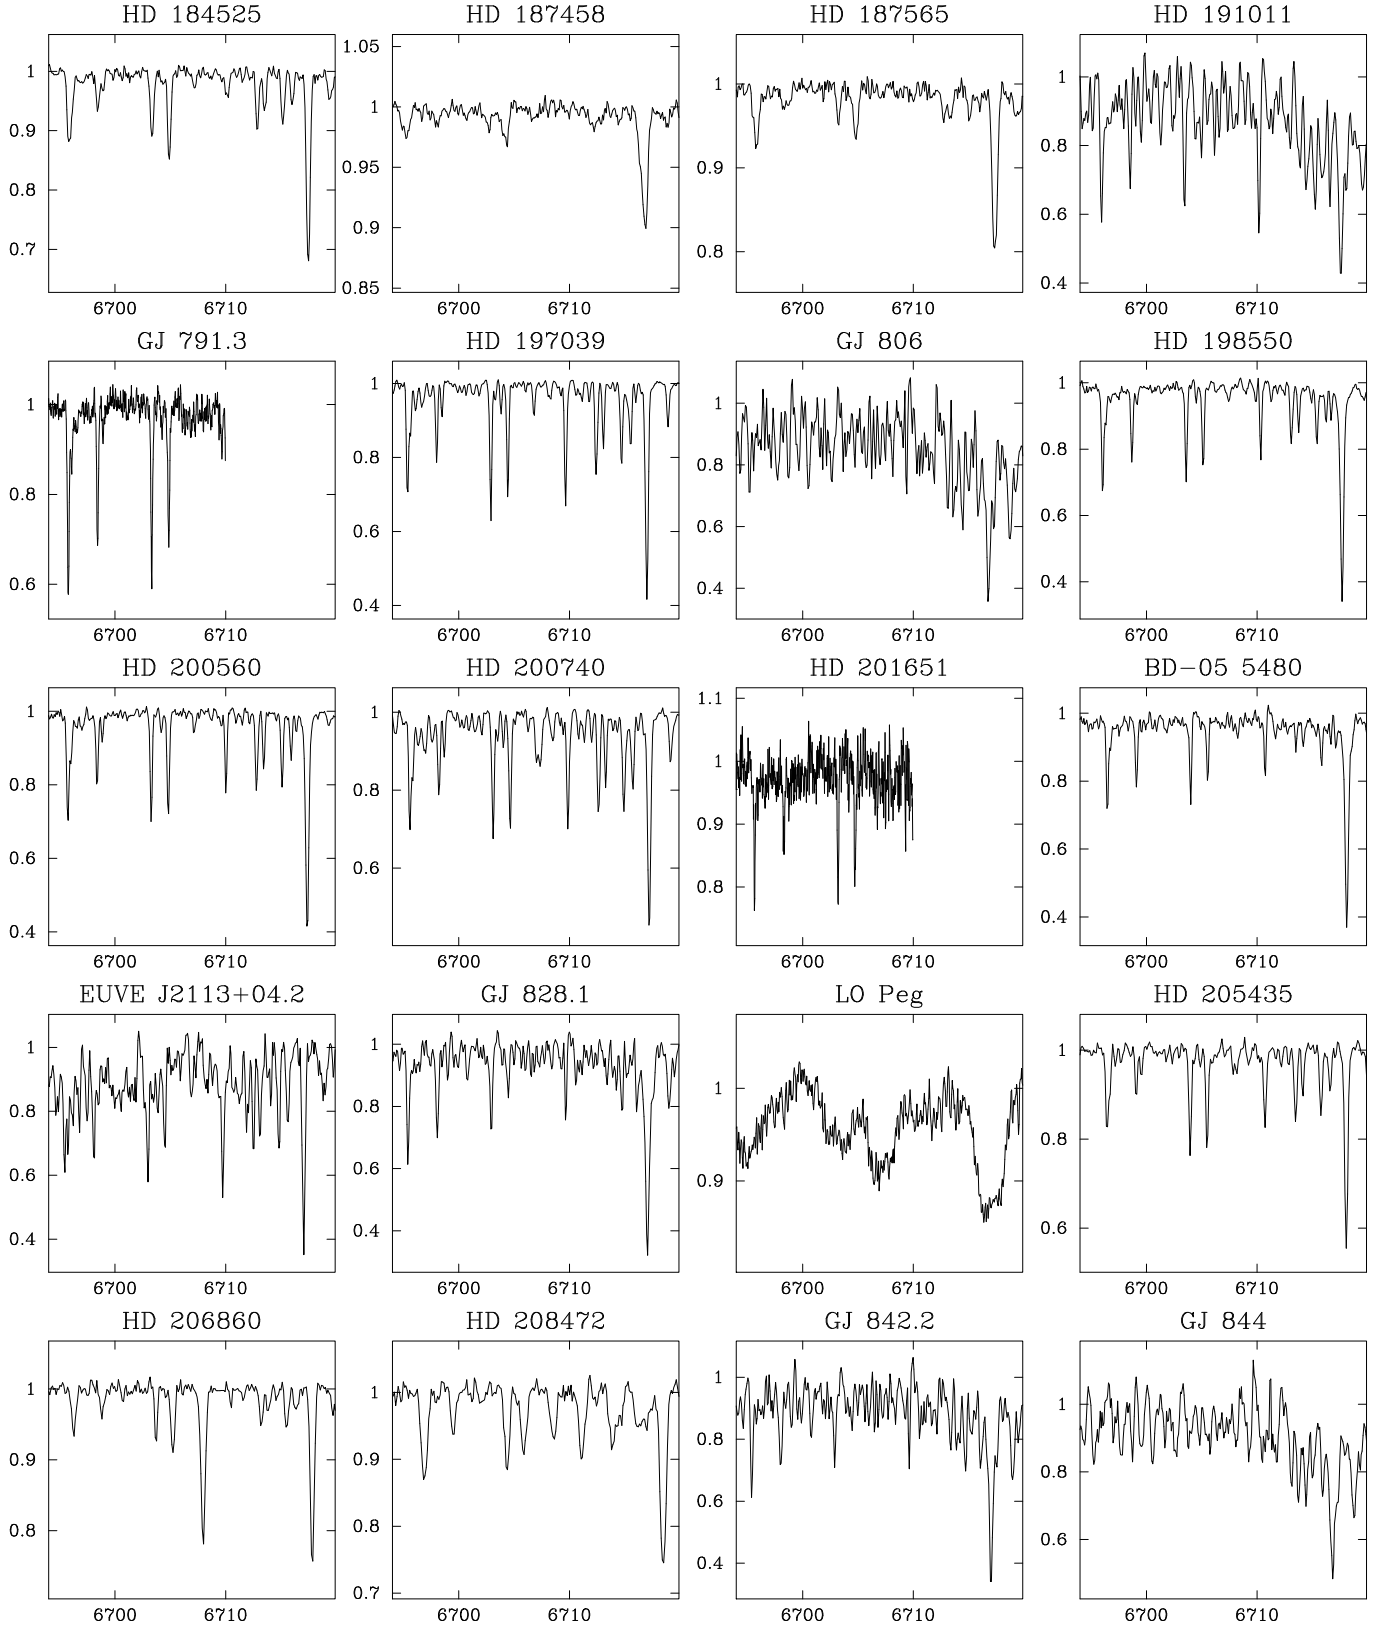 HD 184525 HD 187458 HD 187565 HD 191011
1 0.9 0.8 0.7
1.05 1 0.95 0.9 0.85
1 0.9 0.8
1 0.8 0.6 0.4
6700 6710 6700 6710 6700 6710 6700 6710
GJ 791.3 HD 197039 GJ 806 HD 198550
1 0.8 0.6
1 0.8 0.6 0.4
1 0.8 0.6 0.4
1 0.8 0.6 0.4
6700 6710 6700 6710 6700 6710 6700 6710
HD 200560 HD 200740 HD 201651 BD−05 5480
1 0.8 0.6 0.4
1 0.8 0.6
1.1 1 0.9 0.8
1 0.8 0.6 0.4
6700 6710 6700 6710 6700 6710 6700 6710
EUVE J2113+04.2 GJ 828.1 LO Peg HD 205435
1 0.8 0.6 0.4
1 0.8 0.6 0.4
1 0.9
1 0.8 0.6
6700 6710 6700 6710 6700 6710 6700 6710
HD 206860 HD 208472 GJ 842.2 GJ 844
1 0.9 0.8
1 0.9 0.8 0.7
1 0.8 0.6 0.4
1 0.8 0.6
6700 6710 6700 6710 6700 6710 6700 6710